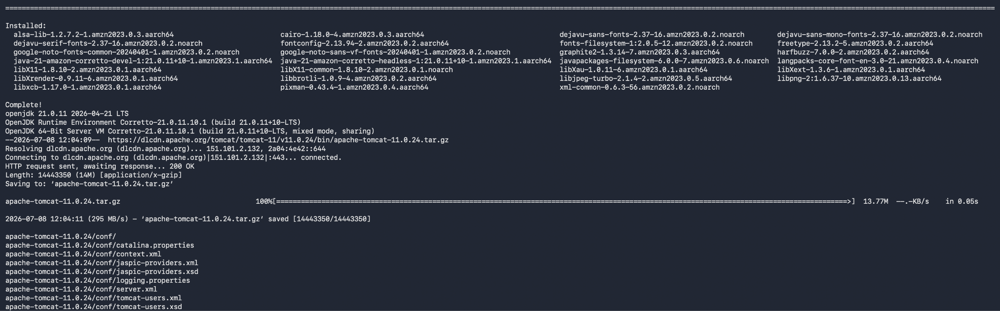 ================================================================================
Installed:
alsa-lib-1.2.7.2-1.amzn2023.0.3.aarch64 cairo-1.18.0-4.amzn2023.0.3.aarch64 dejavu-sans-fonts-2.37-16.amzn2023.0.2.noarch dejavu-sans-mono-fonts-2.37-16.amzn2023.0.2.noarch
dejavu-serif-fonts-2.37-16.amzn2023.0.2.noarch fontconfig-2.13.94-2.amzn2023.0.2.aarch64 fonts-filesystem-1:2.0.5-12.amzn2023.0.2.noarch freetype-2.13.2-5.amzn2023.0.2.aarch64
google-noto-fonts-common-20240401-1.amzn2023.0.2.noarch google-noto-sans-vf-fonts-20240401-1.amzn2023.0.2.noarch graphite2-1.3.14-7.amzn2023.0.3.aarch64 harfbuzz-7.0.0-2.amzn2023.0.2.aarch64
java-21-amazon-corretto-devel-1:21.0.11+10-1.amzn2023.1.aarch64 java-21-amazon-corretto-headless-1:21.0.11+10-1.amzn2023.1.aarch64 javapackages-filesystem-6.0.0-7.amzn2023.0.6.noarch langpacks-core-font-en-3.0-21.amzn2023.0.4.noarch
libX11-1.8.10-2.amzn2023.0.1.aarch64 libX11-common-1.8.10-2.amzn2023.0.1.noarch libXau-1.0.11-6.amzn2023.0.1.aarch64 libXext-1.3.6-1.amzn2023.0.1.aarch64
libXrender-0.9.11-6.amzn2023.0.1.aarch64 libbrotli-1.0.9-4.amzn2023.0.2.aarch64 libjpeg-turbo-2.1.4-2.amzn2023.0.5.aarch64 libpng-2:1.6.37-10.amzn2023.0.13.aarch64
libxcb-1.17.0-1.amzn2023.0.1.aarch64 pixman-0.43.4-1.amzn2023.0.4.aarch64 xml-common-0.6.3-56.amzn2023.0.2.noarch
Complete!
openjdk 21.0.11 2026-04-21 LTS
OpenJDK Runtime Environment Corretto-21.0.11.10.1 (build 21.0.11+10-LTS)
OpenJDK 64-Bit Server VM Corretto-21.0.11.10.1 (build 21.0.11+10-LTS, mixed mode, sharing)
--2026-07-08 12:04:09-- https://dlcdn.apache.org/tomcat/tomcat-11/v11.0.24/bin/apache-tomcat-11.0.24.tar.gz
Resolving dlcdn.apache.org (dlcdn.apache.org)... 151.101.2.132, 2a04:4e42::644
Connecting to dlcdn.apache.org (dlcdn.apache.org)|151.101.2.132|:443... connected.
HTTP request sent, awaiting response... 200 OK
Length: 14443350 (14M) [application/x-gzip]
Saving to: ‘apache-tomcat-11.0.24.tar.gz’
apache-tomcat-11.0.24.tar.gz 100%[================================================================================>] 13.77M --.-KB/s in 0.05s
2026-07-08 12:04:11 (295 MB/s) - ‘apache-tomcat-11.0.24.tar.gz’ saved [14443350/14443350]
apache-tomcat-11.0.24/conf/
apache-tomcat-11.0.24/conf/catalina.properties
apache-tomcat-11.0.24/conf/context.xml
apache-tomcat-11.0.24/conf/jaspic-providers.xml
apache-tomcat-11.0.24/conf/jaspic-providers.xsd
apache-tomcat-11.0.24/conf/logging.properties
apache-tomcat-11.0.24/conf/server.xml
apache-tomcat-11.0.24/conf/tomcat-users.xml
apache-tomcat-11.0.24/conf/tomcat-users.xsd